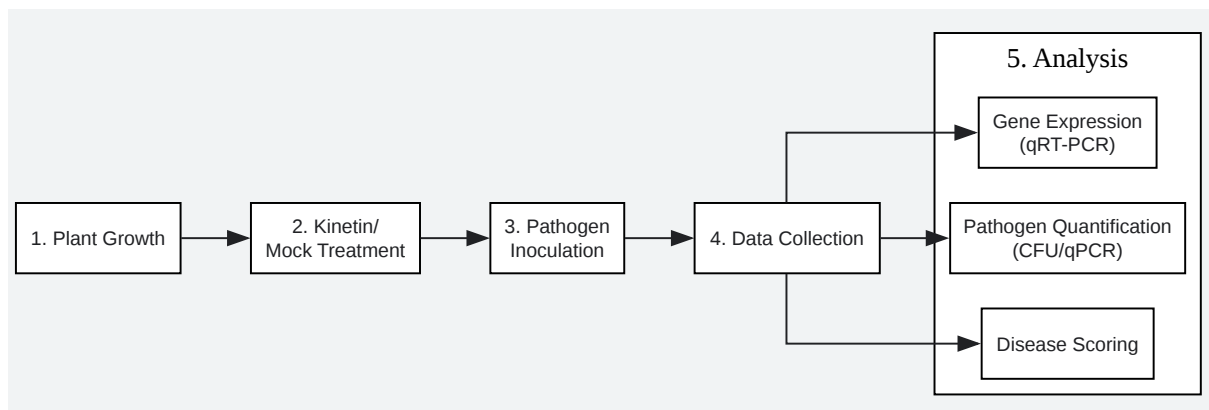 5. Analysis
Gene Expression
(qRT-PCR)
1. Plant Growth
2. Kinetin/
Mock Treatment
3. Pathogen
Inoculation
4. Data Collection
Pathogen Quantification
(CFU/qPCR)
Disease Scoring